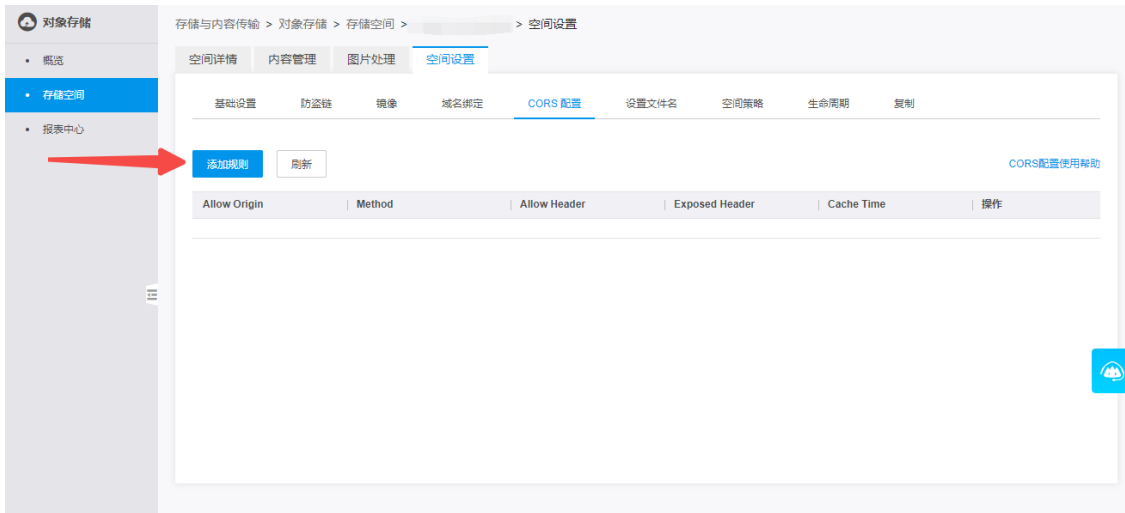 对象存储
存储与内容传输 > 对象存储 > 存储空间 > > 空间设置
概览
存储空间
报表中心
空间详情 内容管理 图片处理 空间设置
基础设置 防盗链 镜像 域名绑定 CORS 配置 设置文件名 空间策略 生命周期 复制
添加规则 刷新 CORS配置使用帮助
Allow Origin Method Allow Header Exposed Header Cache Time 操作